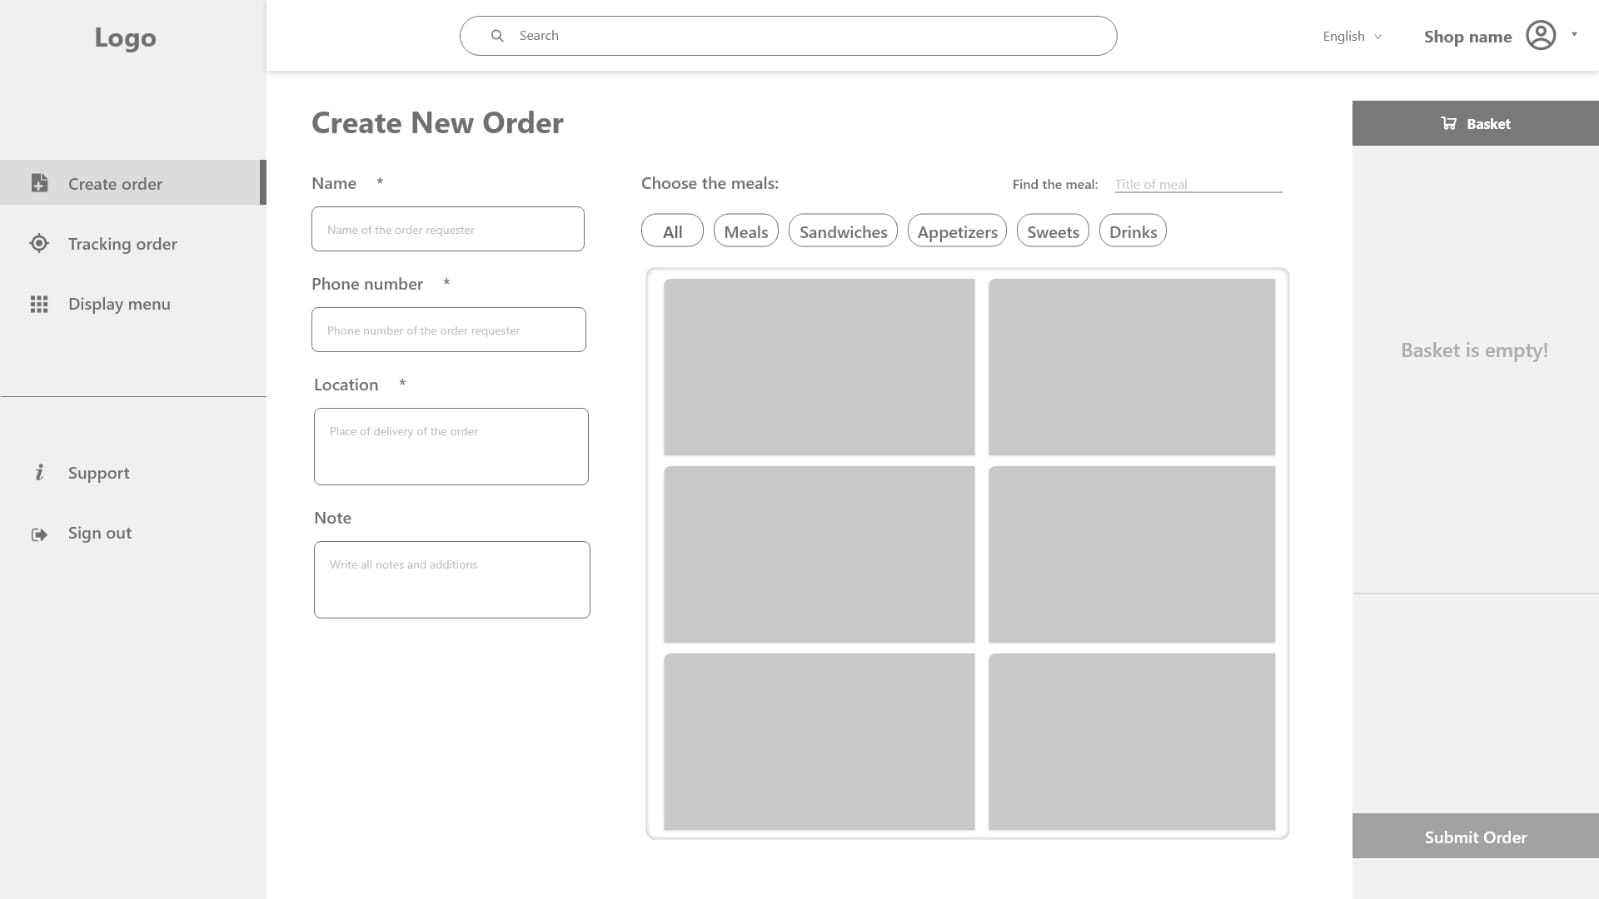 Logo
Search
English
Shop name
Create order
Tracking order
Display menu
Support
Sign out
Create New Order
Name *
Name of the order requester
Phone number *
Phone number of the order requester
Location *
Place of delivery of the order
Note
Write all notes and additions
Choose the meals:
Find the meal: Title of meal
All Meals Sandwiches Appetizers Sweets Drinks
Basket
Basket is empty!
Submit Order